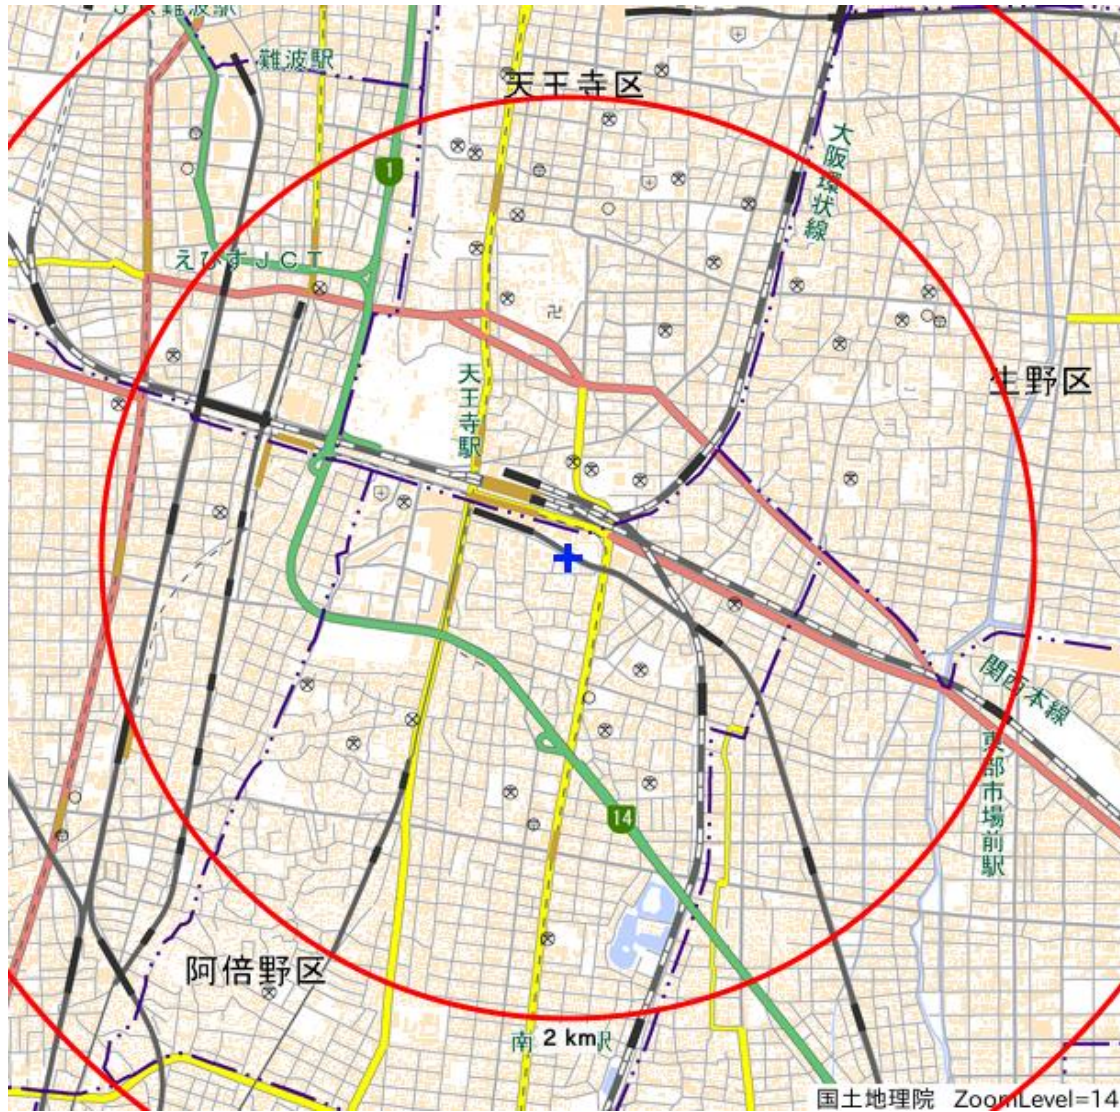 難波駅
天王寺区
1
大阪環状線
えびすJCT
天王寺駅
生野区
関西本線
東部市場前駅
14
阿倍野区
南
2 km
国土地理院 ZoomLevel=14